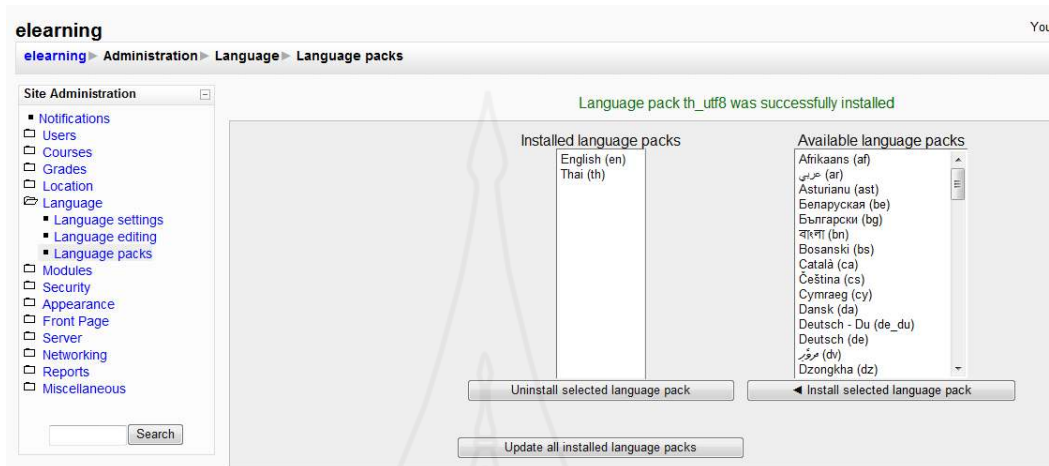 elearning
You
elearning ► Administration ► Language ► Language packs
Site Administration
Notifications
Users
Courses
Grades
Location
Language
Language settings
Language editing
Language packs
Modules
Security
Appearance
Front Page
Server
Networking
Reports
Miscellaneous
Search
Language pack th_utf8 was successfully installed
Installed language packs
English (en)
Thai (th)
Uninstall selected language pack
Available language packs
Afrikaans (af)
عربي (ar)
Asturianu (ast)
Беларуская (be)
Български (bg)
বাংলা (bn)
Bosanski (bs)
Català (ca)
Čeština (cs)
Cymraeg (cy)
Dansk (da)
Deutsch - Du (de_du)
Deutsch (de)
(dv)
Dzongkha (dz)
◄ Install selected language pack
Update all installed language packs